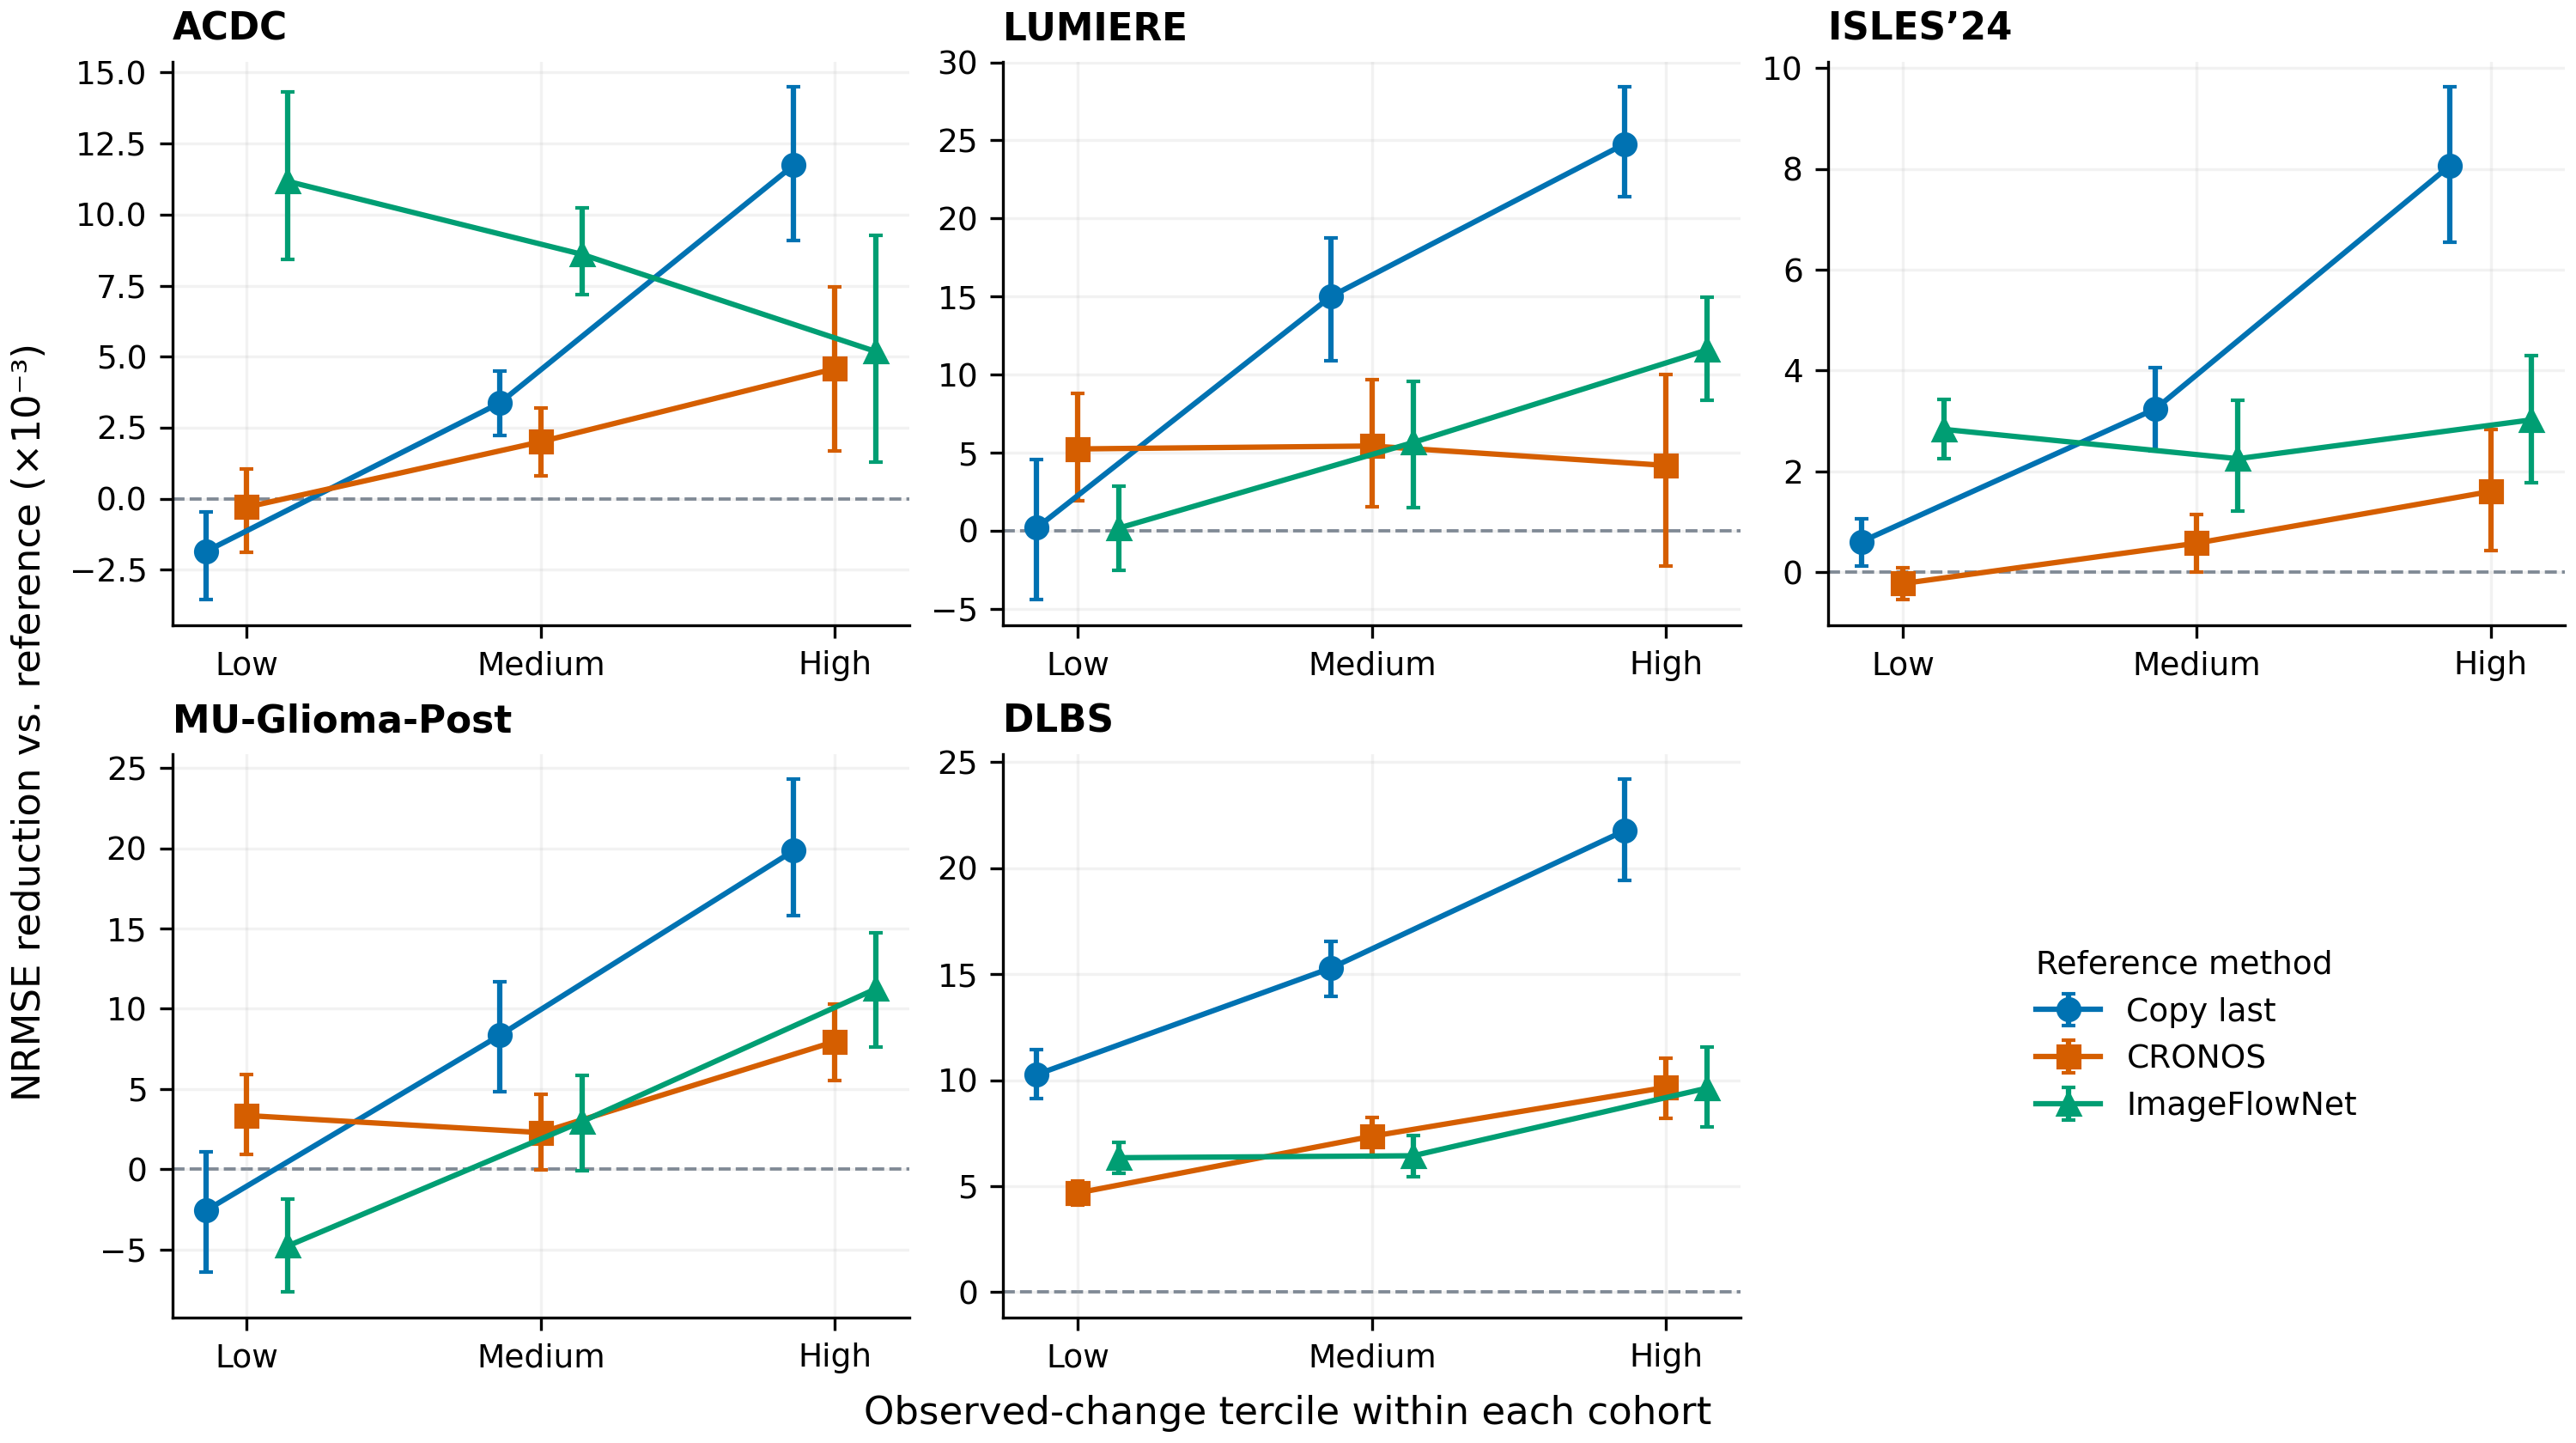 ACDC
LUMIERE
ISLES’24
15.0
12.5
10.0
7.5
5.0
2.5
0.0
−2.5
Low
Medium
High
30
25
20
15
10
5
0
−5
Low
Medium
High
10
8
6
4
2
0
Low
Medium
High
NRMSE reduction vs. reference (×10⁻³)
MU-Glioma-Post
DLBS
25
20
15
10
5
0
−5
Low
Medium
High
25
20
15
10
5
0
Low
Medium
High
Reference method
Copy last
CRONOS
ImageFlowNet
Observed-change tercile within each cohort